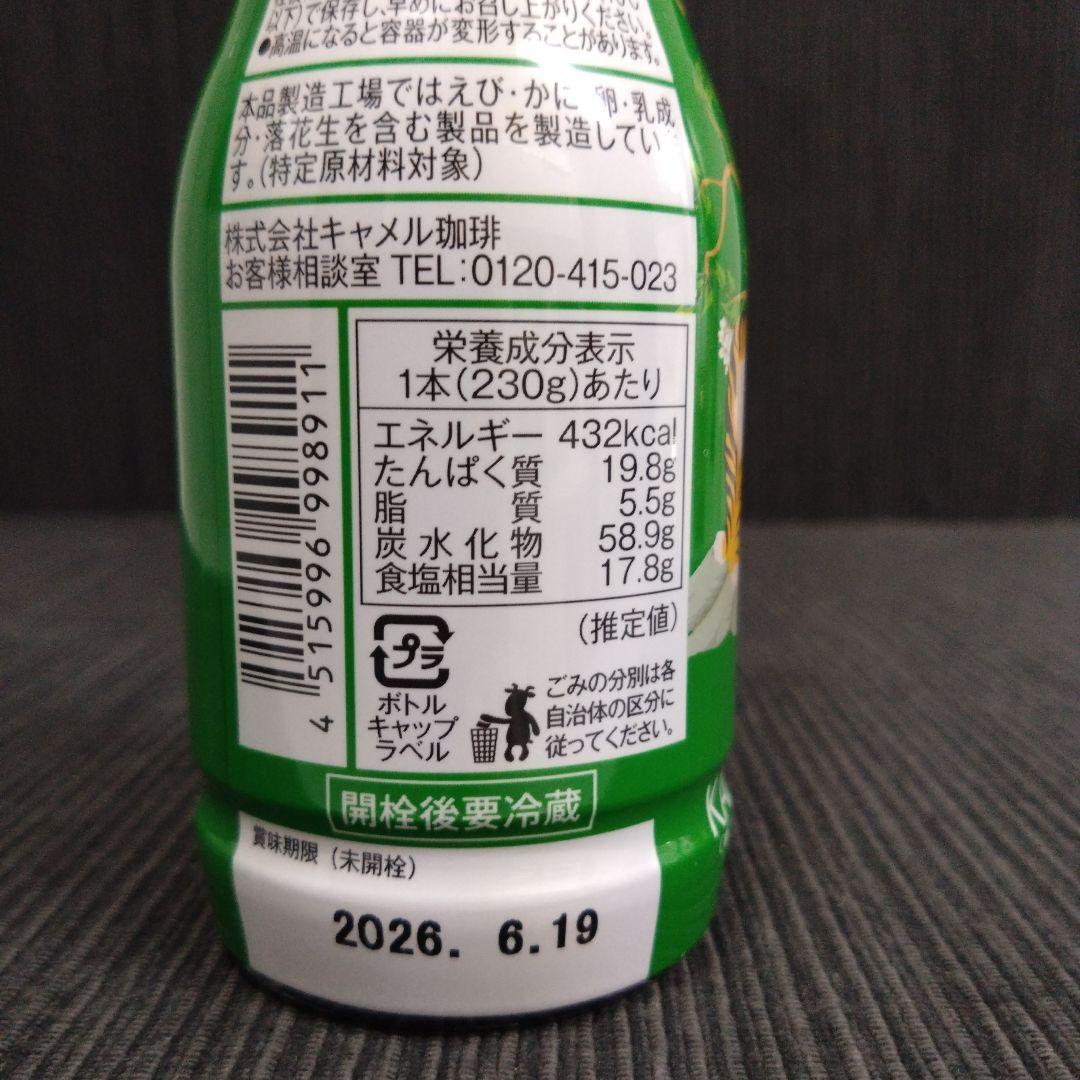 以下)で保存し、早めにお召し上がりください。
●高温になると容器が変形することがあります。
本品製造工場ではえび・かに・卵・乳成
分・落花生を含む製品を製造していま
す。(特定原材料対象)
株式会社キャメル珈琲
お客様相談室 TEL:0120-415-023
4 515996 998911
栄養成分表示
1本(230g)あたり
エネルギー 432kcal
たんぱく質 19.8g
脂質 5.5g
炭水化物 58.9g
食塩相当量 17.8g
(推定値)
プラ
ボトル
キャップ
ラベル
ごみの分別は各
自治体の区分に
従ってください。
開栓後要冷蔵
賞味期限(未開栓)
2026. 6.19